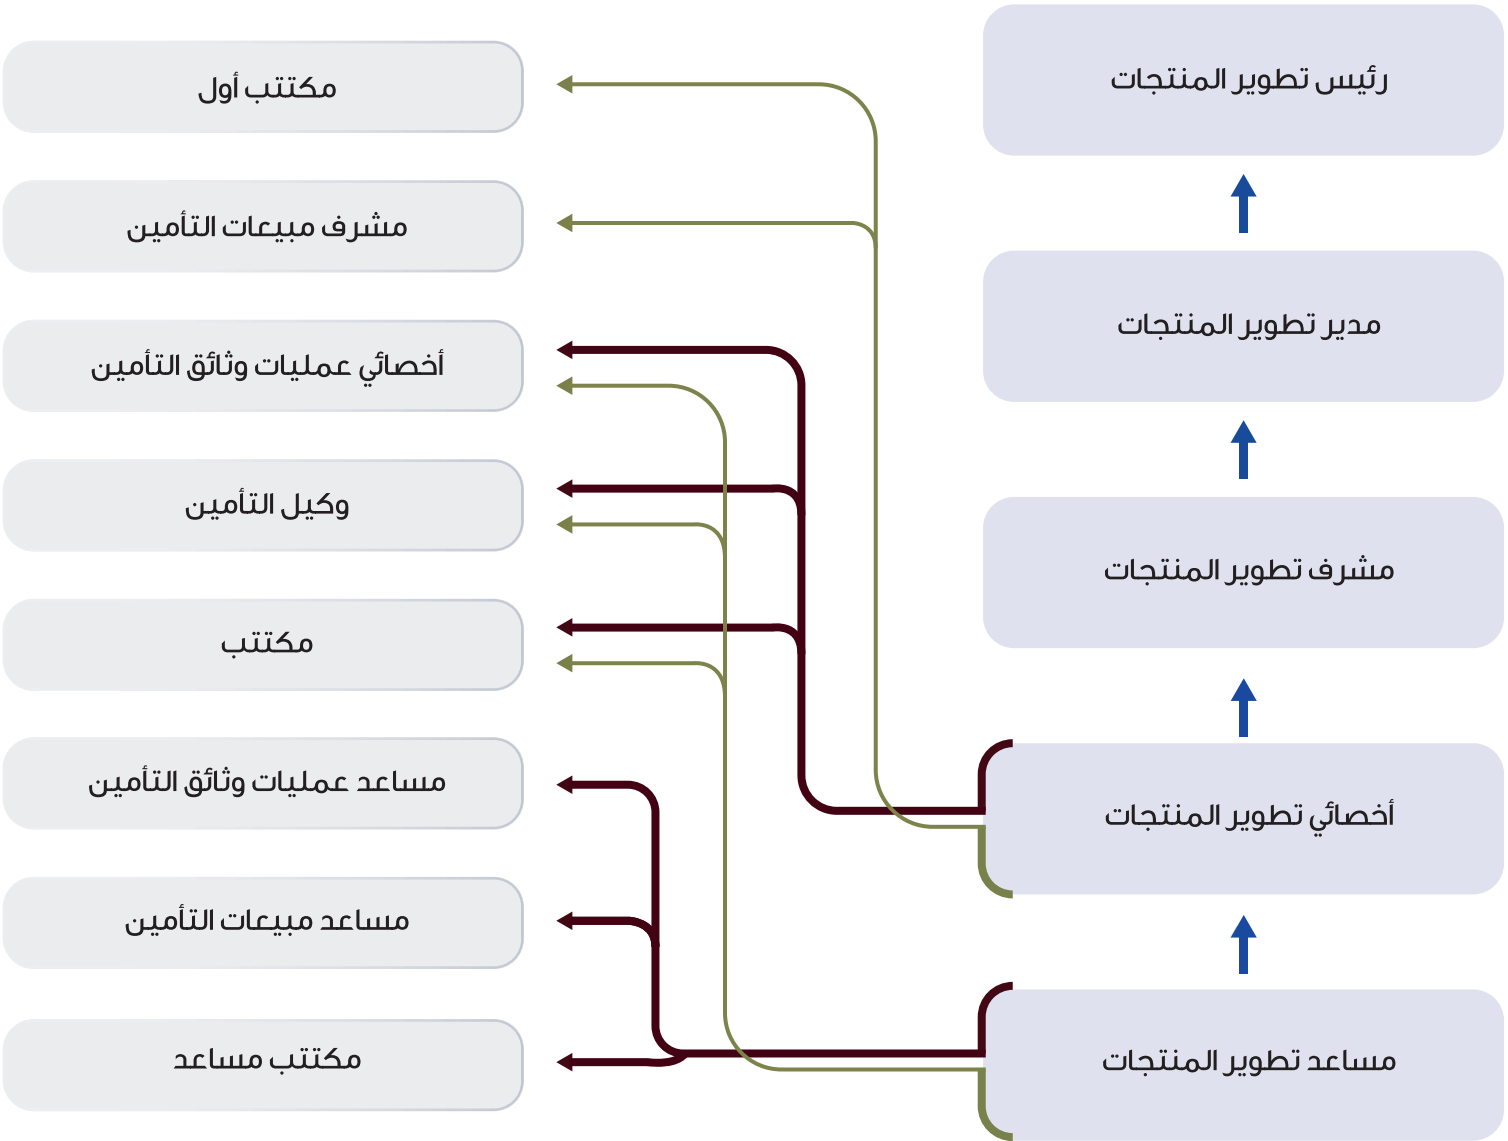 رئيس تطوير المنتجات
مدير تطوير المنتجات
مشرف تطوير المنتجات
أخصائي تطوير المنتجات
مساعد تطوير المنتجات
مكتتب أول
مشرف مبيعات التأمين
أخصائي عمليات وثائق التأمين
وكيل التأمين
مكتتب
مساعد عمليات وثائق التأمين
مساعد مبيعات التأمين
مكتتب مساعد